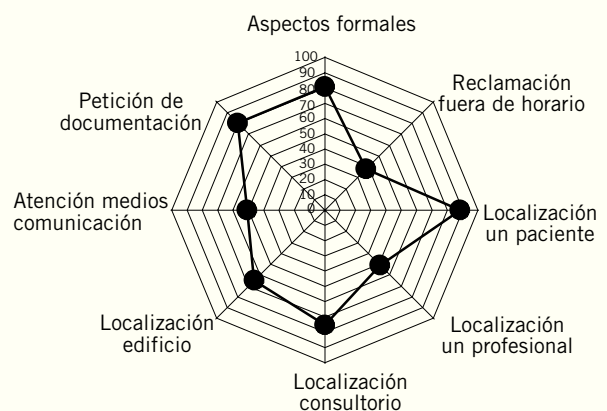 Aspectos formales
Reclamación
fuera de horario
Localización
un paciente
Localización
un profesional
Localización
consultorio
Localización
edificio
Atención medios
comunicación
Petición de
documentación
100
90
80
70
60
50
40
30
20
10
0